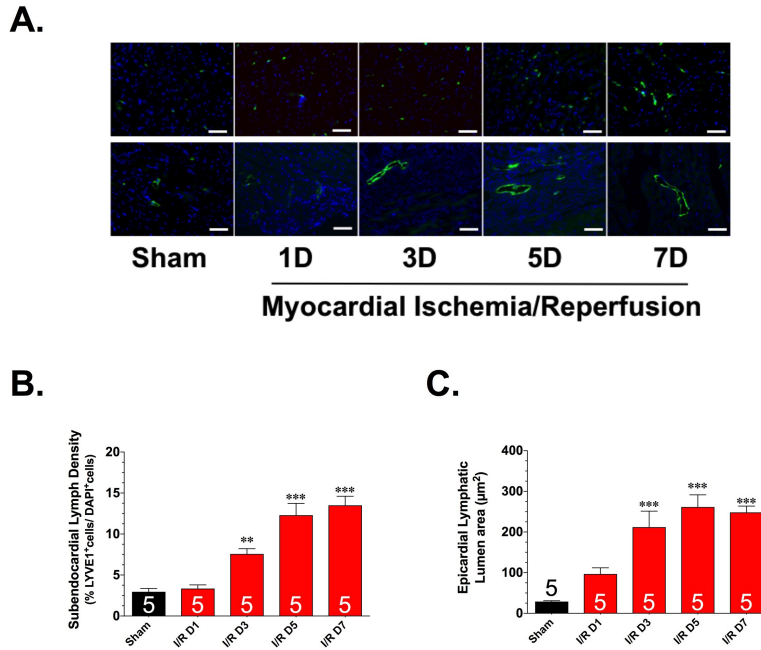 A.
Sham 1D 3D 5D 7D
Myocardial Ischemia/Reperfusion
B.
Subendocardial Lymph Density
(% LYVE1⁺cells/ DAPI⁺cells)
20
15
10
5
0
** *** ***
5 5 5 5 5
Sham I/R D1 I/R D3 I/R D5 I/R D7
C.
Epicardial Lymphatic
Lumen area (μm²)
400
300
200
100
0
*** *** ***
5 5 5 5 5
Sham I/R D1 I/R D3 I/R D5 I/R D7